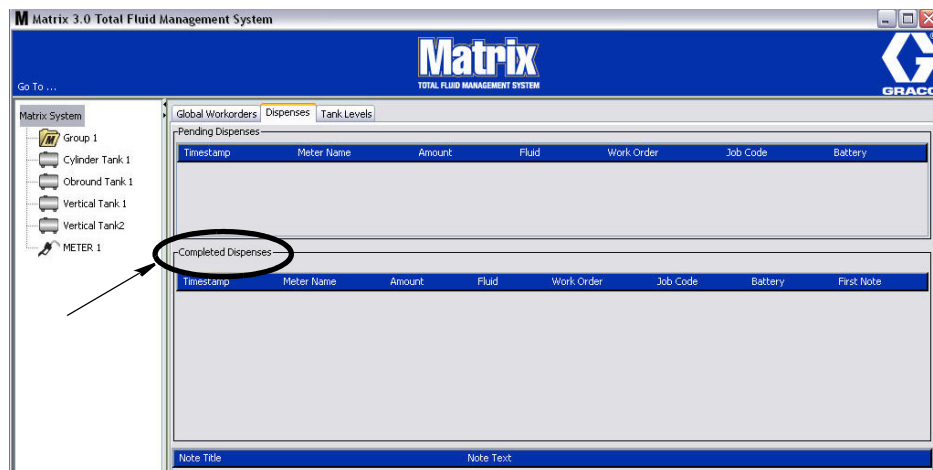 M Matrix 3.0 Total Fluid Management System
Matrix
TOTAL FLUID MANAGEMENT SYSTEM
Go To ...
GRACO
Matrix System
Group 1
Cylinder Tank 1
Obround Tank 1
Vertical Tank 1
Vertical Tank2
METER 1
Global Workorders Dispenses Tank Levels
Pending Dispenses
Timestamp Meter Name Amount Fluid Work Order Job Code Battery
Completed Dispenses
Timestamp Meter Name Amount Fluid Work Order Job Code Battery First Note
Note Title Note Text